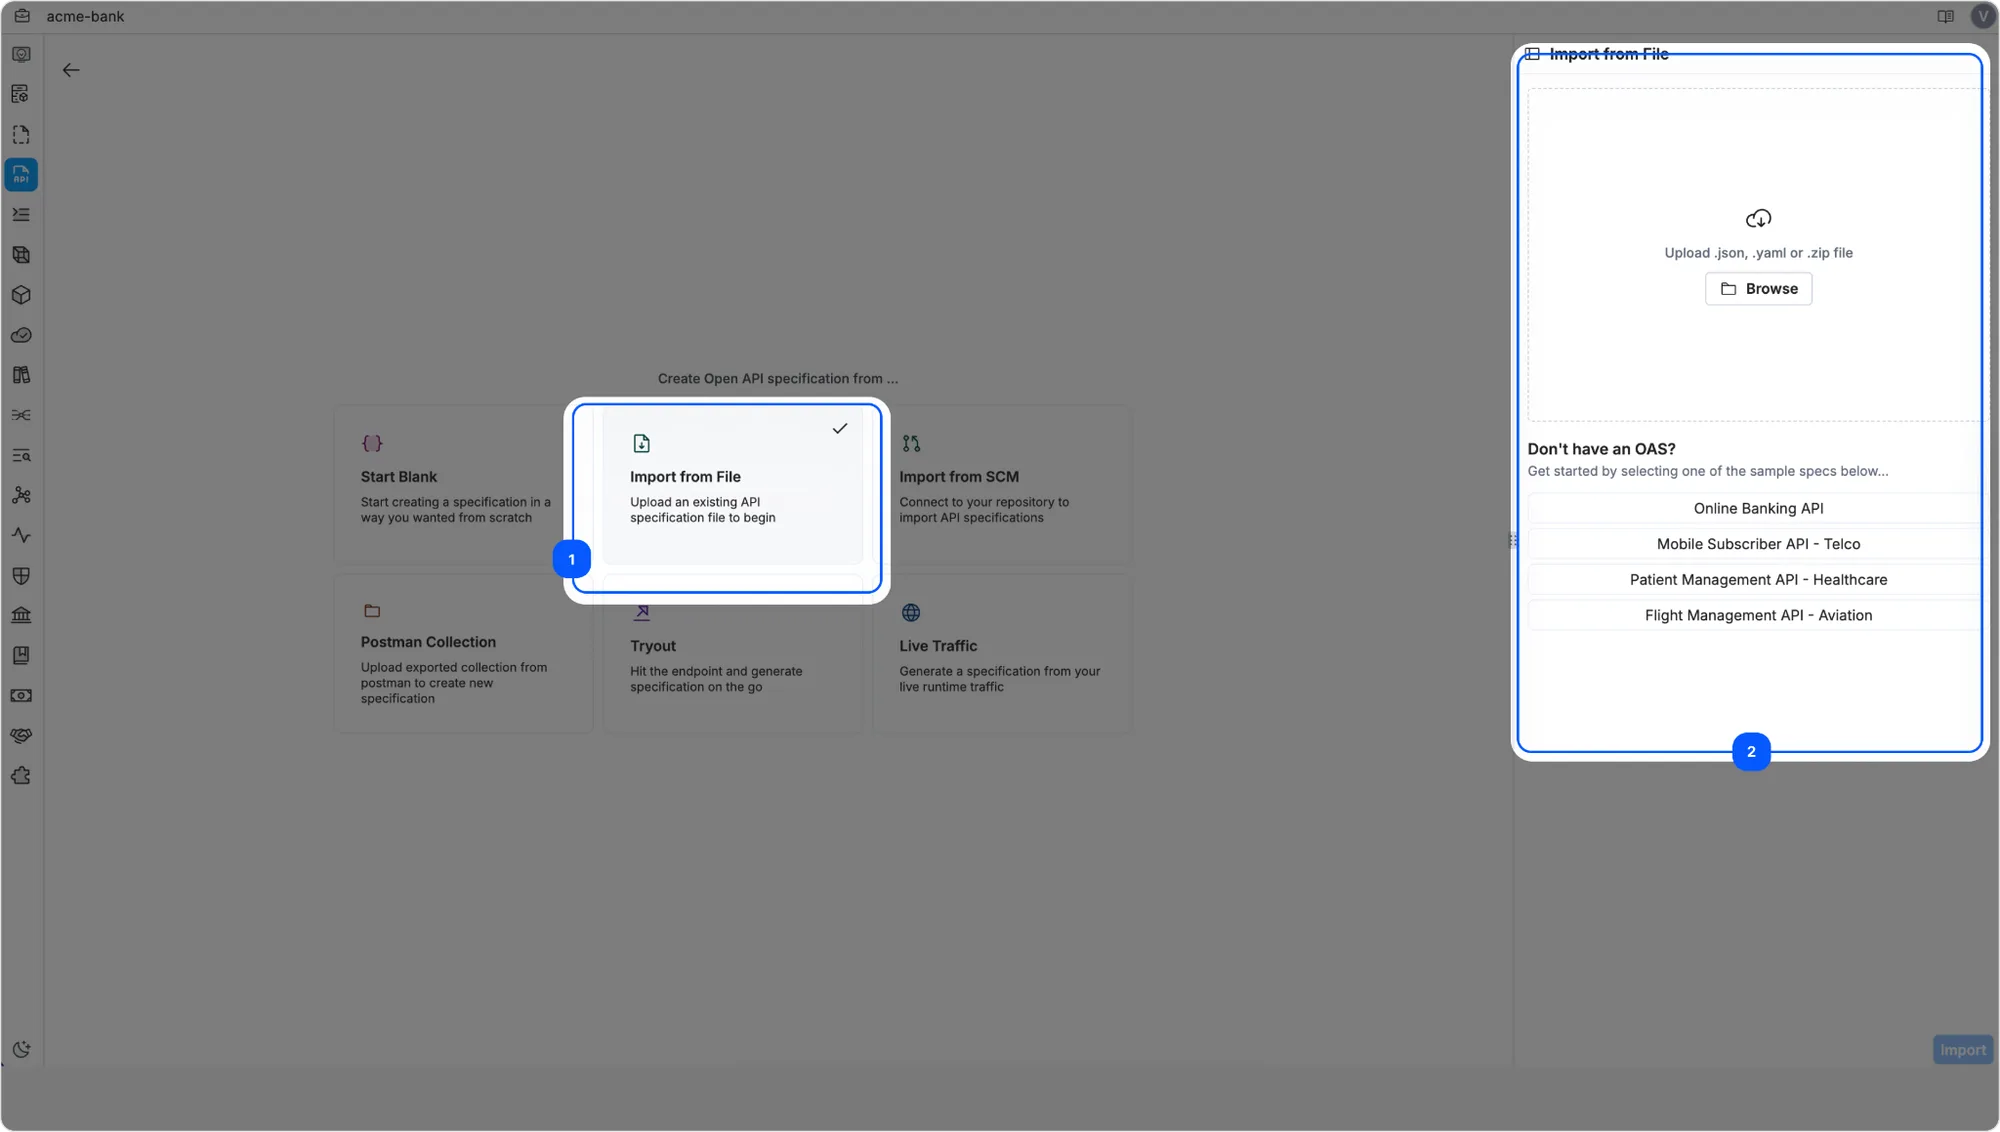 acme-bank
V
API
Create Open API specification from ...
Start Blank
Start creating a specification in a
way you wanted from scratch
Import from File
Upload an existing API
specification file to begin
Import from SCM
Connect to your repository to
import API specifications
1
Postman Collection
Upload exported collection from
postman to create new
specification
Tryout
Hit the endpoint and generate
specification on the go
Live Traffic
Generate a specification from your
live runtime traffic
Import from File
Upload .json, .yaml or .zip file
Browse
Don't have an OAS?
Get started by selecting one of the sample specs below...
Online Banking API
Mobile Subscriber API - Telco
Patient Management API - Healthcare
Flight Management API - Aviation
2
Import